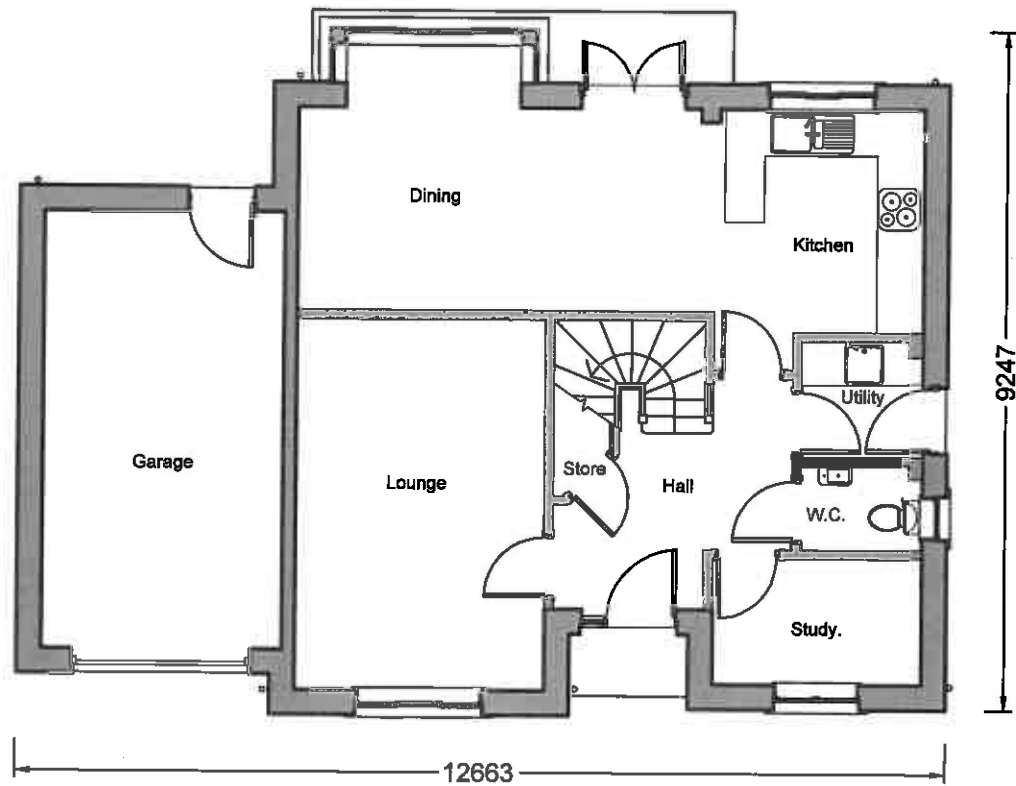 Dining
Kitchen
Utility
Garage
Lounge
Store
Hall
W.C.
Study.
9247
12663